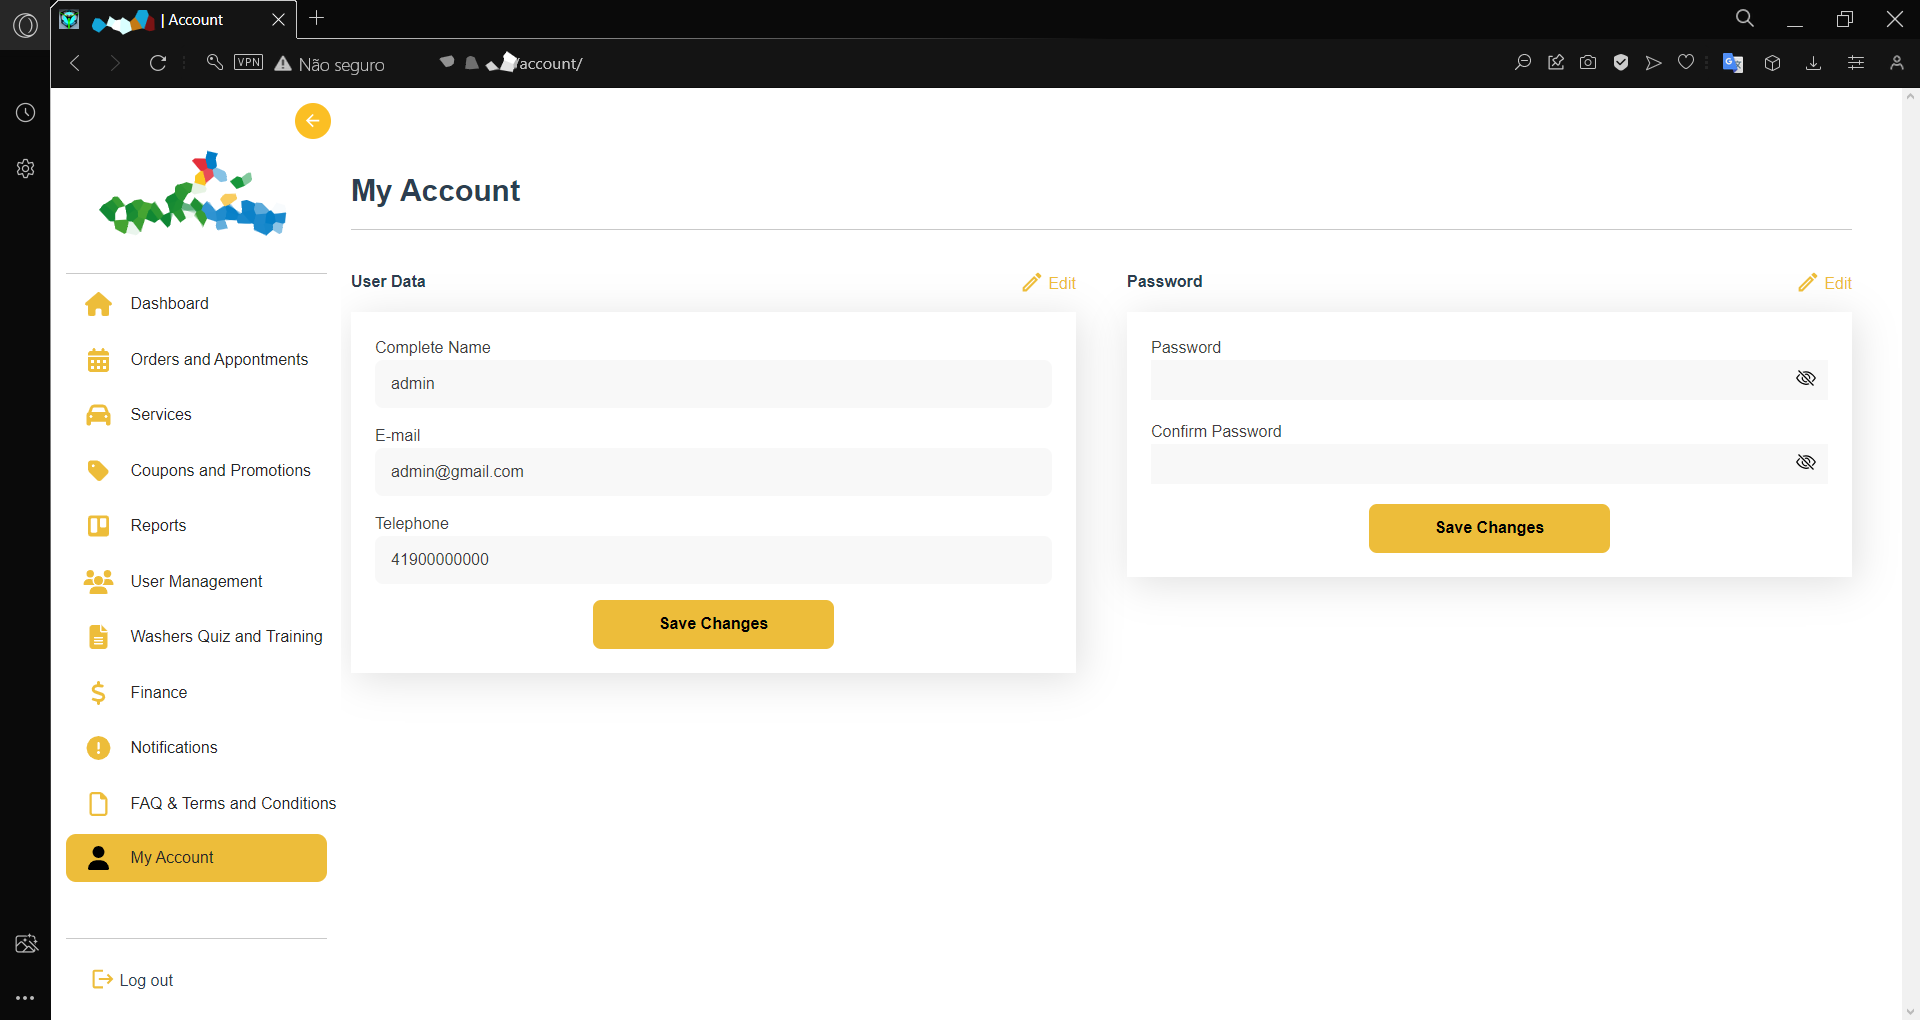 | Account
VPN
Não seguro
/account/
My Account
User Data
Edit
Password
Edit
Dashboard
Orders and Appontments
Services
Coupons and Promotions
Reports
User Management
Washers Quiz and Training
Finance
Notifications
FAQ & Terms and Conditions
My Account
Log out
Complete Name
admin
E-mail
admin@gmail.com
Telephone
41900000000
Save Changes
Password
Confirm Password
Save Changes